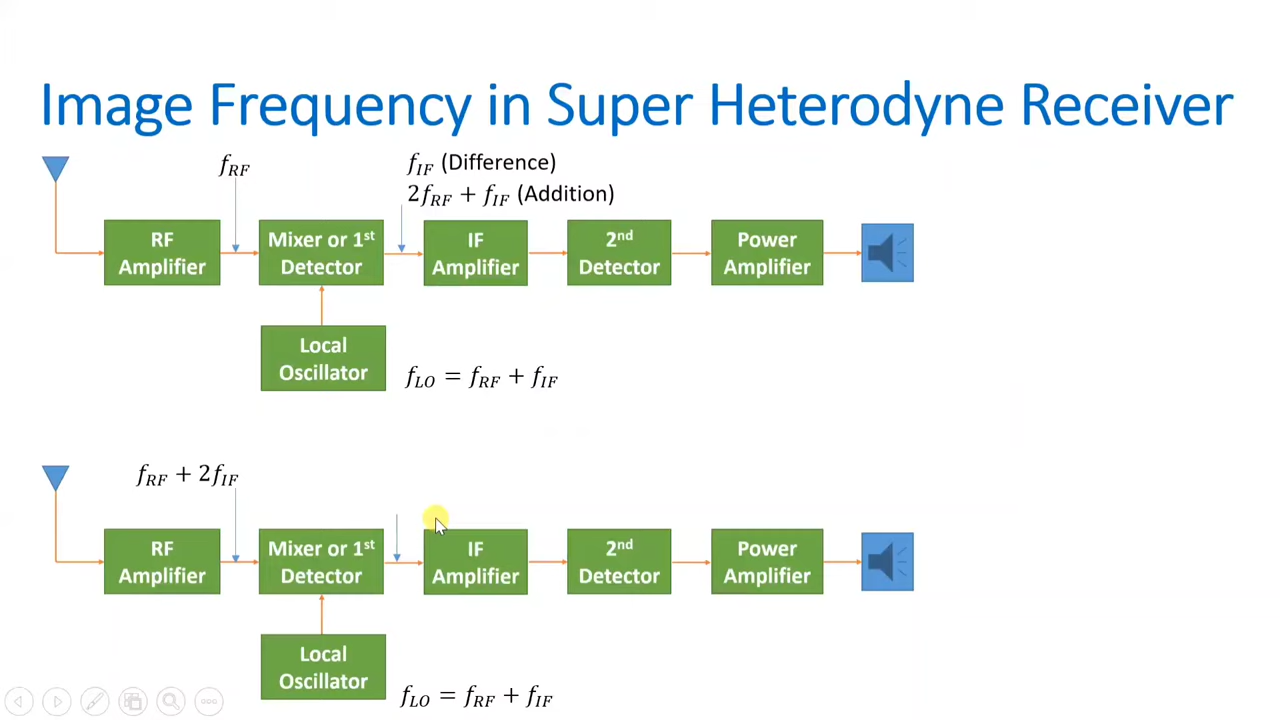 Image Frequency in Super Heterodyne Receiver
f_RF
f_IF (Difference)
2f_RF + f_IF (Addition)
RF
Amplifier
Mixer or 1st
Detector
IF
Amplifier
2nd
Detector
Power
Amplifier
Local
Oscillator
f_LO = f_RF + f_IF
f_RF + 2f_IF
RF
Amplifier
Mixer or 1st
Detector
IF
Amplifier
2nd
Detector
Power
Amplifier
Local
Oscillator
f_LO = f_RF + f_IF